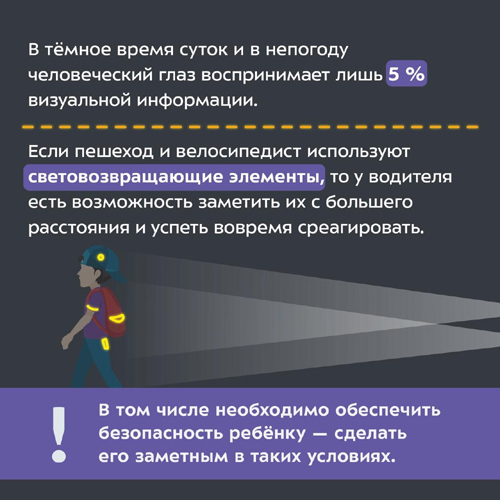 В тёмное время суток и в непогоду
человеческий глаз воспринимает лишь 5 %
визуальной информации.
Если пешеход и велосипедист используют
световозвращающие элементы, то у водителя
есть возможность заметить их с большего
расстояния и успеть вовремя среагировать.
! В том числе необходимо обеспечить
безопасность ребёнку — сделать
его заметным в таких условиях.